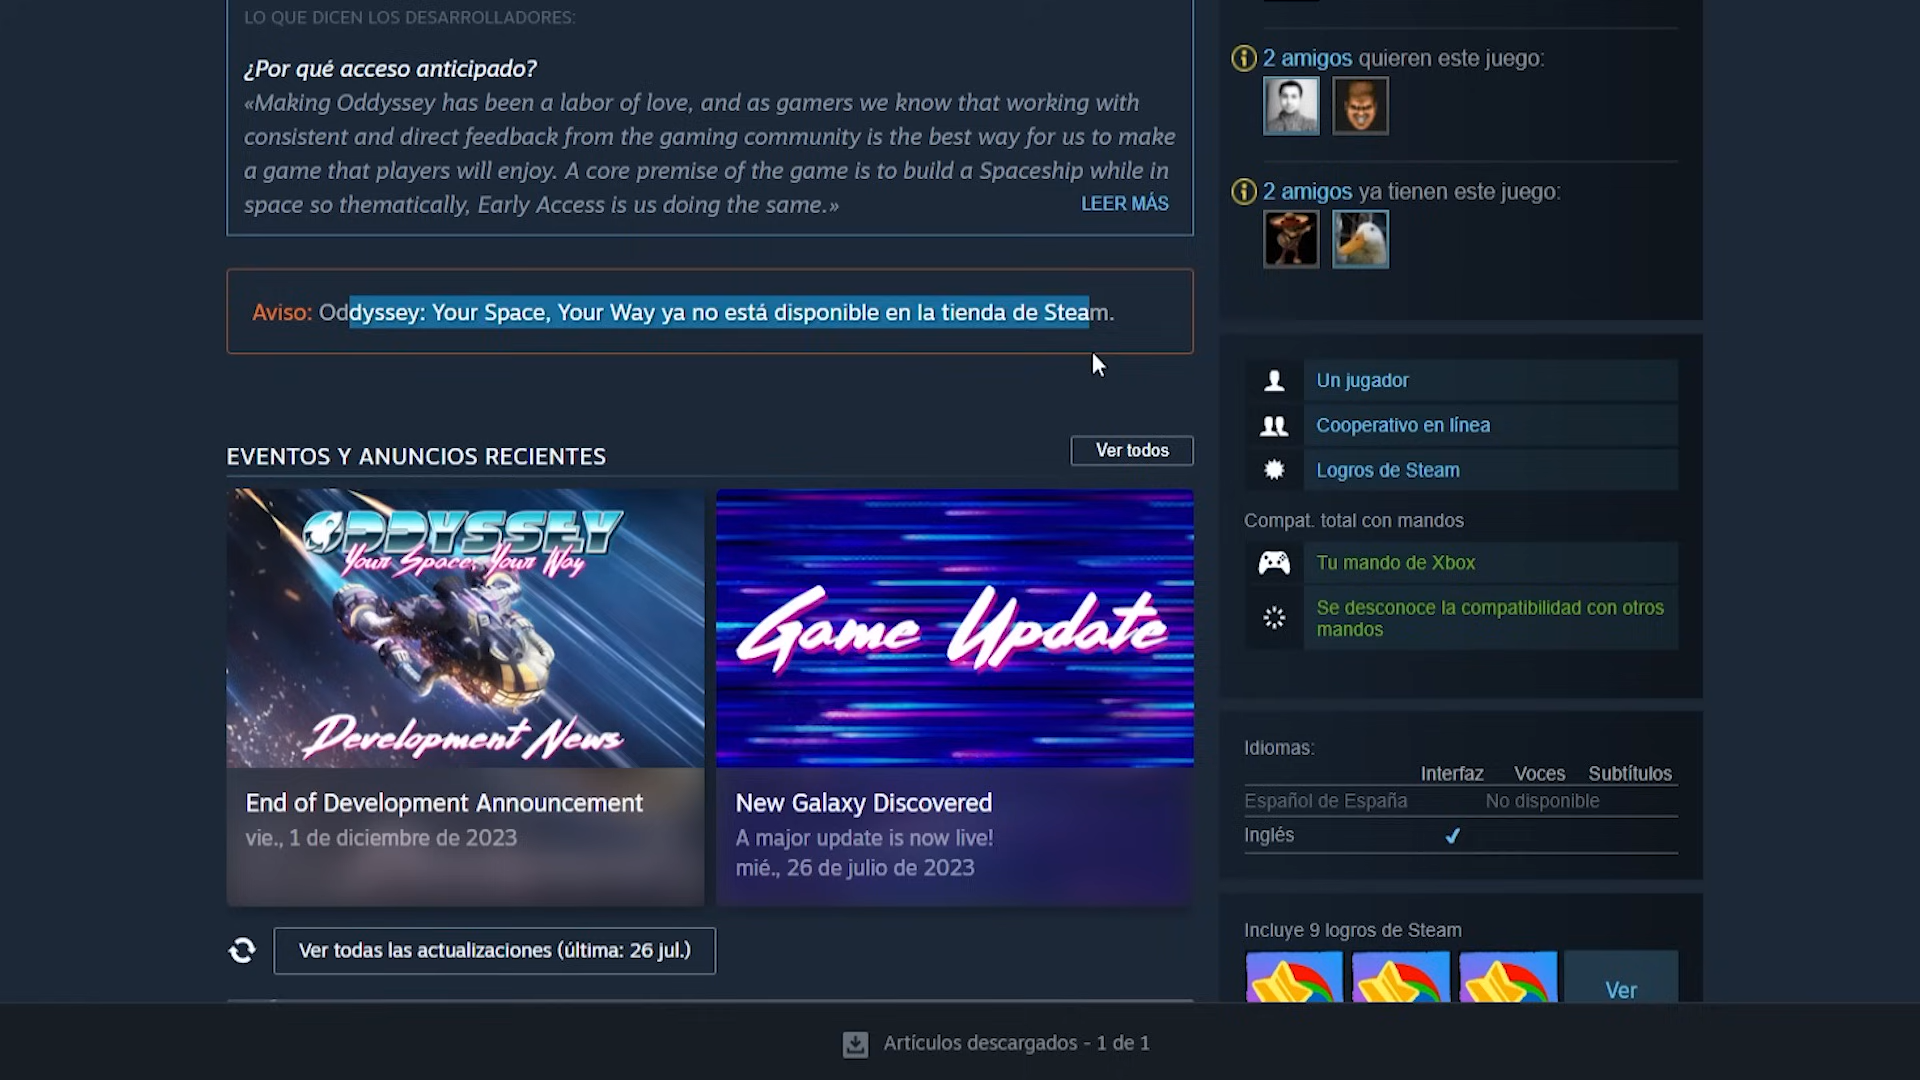 LO QUE DICEN LOS DESARROLLADORES:
¿Por qué acceso anticipado?
«Making Oddyssey has been a labor of love, and as gamers we know that working with
consistent and direct feedback from the gaming community is the best way for us to make
a game that players will enjoy. A core premise of the game is to build a Spaceship while in
space so thematically, Early Access is us doing the same.»
LEER MÁS
Aviso: Oddyssey: Your Space, Your Way ya no está disponible en la tienda de Steam.
EVENTOS Y ANUNCIOS RECIENTES
Ver todos
ODDYSSEY
Your Space, Your Way
Development News
End of Development Announcement
vie., 1 de diciembre de 2023
Game Update
New Galaxy Discovered
A major update is now live!
mié., 26 de julio de 2023
Ver todas las actualizaciones (última: 26 jul.)
2 amigos quieren este juego:
2 amigos ya tienen este juego:
Un jugador
Cooperativo en línea
Logros de Steam
Compat. total con mandos
Tu mando de Xbox
Se desconoce la compatibilidad con otros
mandos
Idiomas:
Interfaz Voces Subtítulos
Español de España No disponible
Inglés ✔
Incluye 9 logros de Steam
Ver
Artículos descargados - 1 de 1